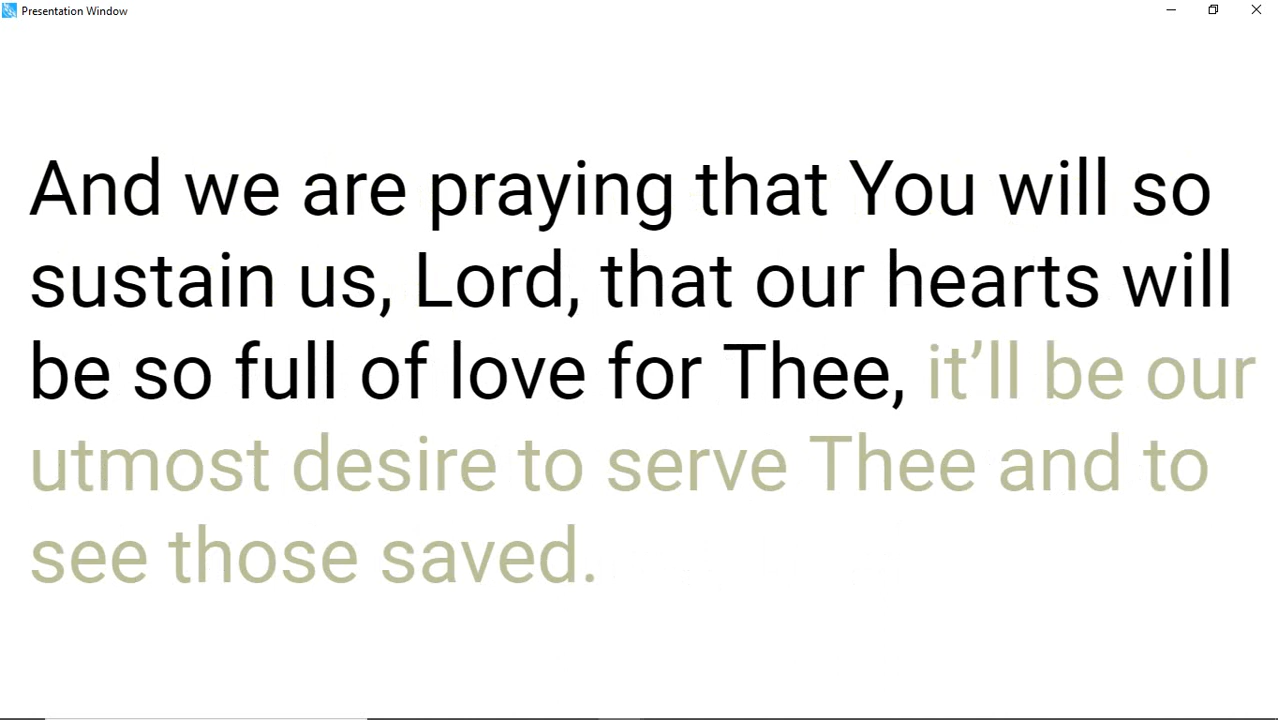 Presentation Window
And we are praying that You will so
sustain us, Lord, that our hearts will
be so full of love for Thee, it’ll be our
utmost desire to serve Thee and to
see those saved.